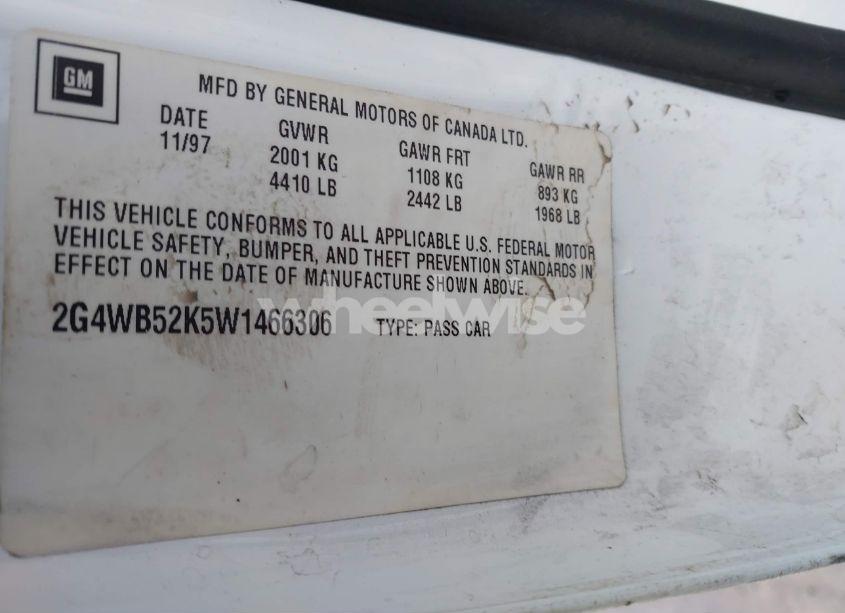 GM
MFD BY GENERAL MOTORS OF CANADA LTD.
DATE GVWR GAWR FRT GAWR RR
11/97 2001 KG 1108 KG 893 KG
4410 LB 2442 LB 1968 LB
THIS VEHICLE CONFORMS TO ALL APPLICABLE U.S. FEDERAL MOTOR
VEHICLE SAFETY, BUMPER, AND THEFT PREVENTION STANDARDS IN
EFFECT ON THE DATE OF MANUFACTURE SHOWN ABOVE.
2G4WB52K5W1466306 TYPE: PASS CAR
wheelwise